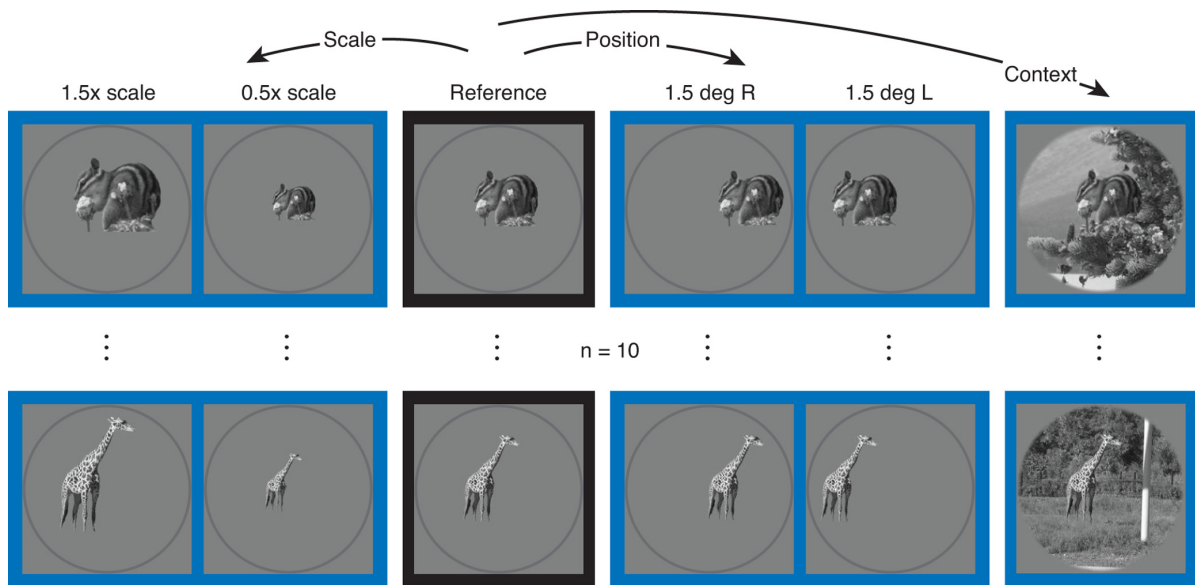 Scale
Position
Context
1.5x scale
0.5x scale
Reference
1.5 deg R
1.5 deg L
n = 10